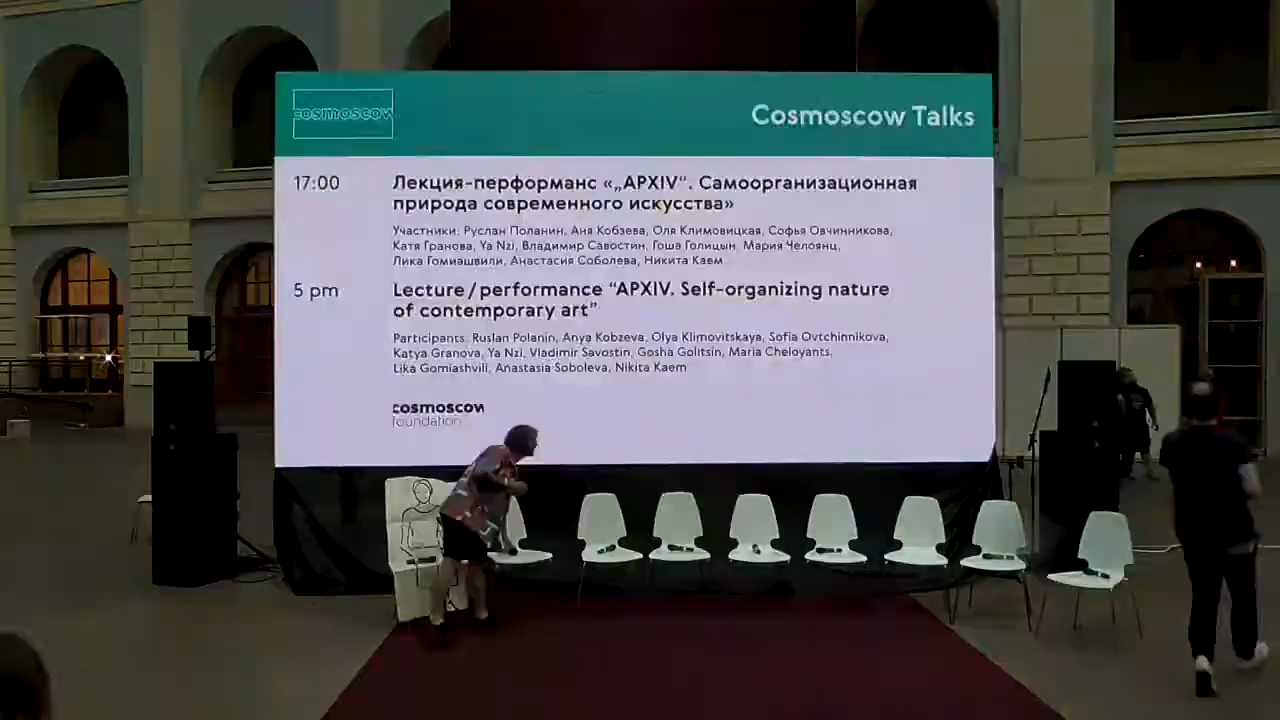 cosmoscow
Cosmoscow Talks
17:00
Лекция-перформанс «„APXIV“. Самоорганизационная
природа современного искусства»
Участники: Руслан Поланин, Аня Кобзева, Оля Климовицкая, Софья Овчинникова,
Катя Гранова, Ya Nzi, Владимир Савостин, Гоша Голицын, Мария Челоянц,
Лика Гомиашвили, Анастасия Соболева, Никита Каем
5 pm
Lecture/performance “APXIV. Self-organizing nature
of contemporary art”
Participants: Ruslan Polanin, Anya Kobzeva, Olya Klimovitskaya, Sofia Ovtchinnikova,
Katya Granova, Ya Nzi, Vladimir Savostin, Gosha Golitsin, Maria Cheloyants,
Lika Gomiashvili, Anastasia Soboleva, Nikita Kaem
cosmoscow
foundation